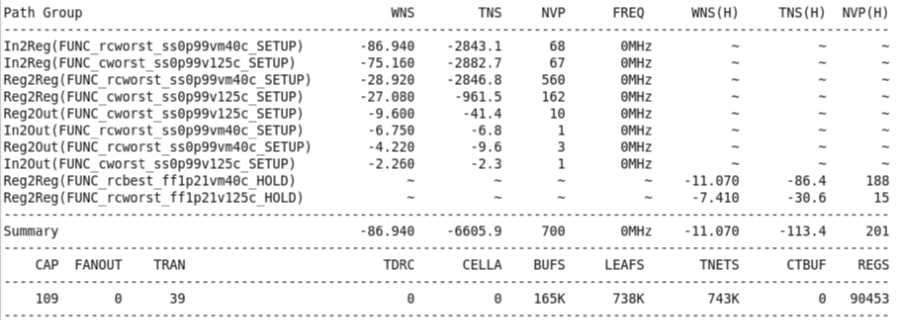 Path Group WNS TNS NVP FREQ WNS(H) TNS(H) NVP(H)
In2Reg(FUNC_rcworst_ss0p99vm40c_SETUP) -86.940 -2843.1 68 0MHz ~ ~ ~
In2Reg(FUNC_cworst_ss0p99v125c_SETUP) -75.160 -2882.7 67 0MHz ~ ~ ~
Reg2Reg(FUNC_rcworst_ss0p99vm40c_SETUP) -28.920 -2846.8 560 0MHz ~ ~ ~
Reg2Reg(FUNC_cworst_ss0p99v125c_SETUP) -27.080 -961.5 162 0MHz ~ ~ ~
Reg2Out(FUNC_cworst_ss0p99v125c_SETUP) -9.600 -41.4 10 0MHz ~ ~ ~
In2Out(FUNC_rcworst_ss0p99vm40c_SETUP) -6.750 -6.8 1 0MHz ~ ~ ~
Reg2Out(FUNC_rcworst_ss0p99vm40c_SETUP) -4.220 -9.6 3 0MHz ~ ~ ~
In2Out(FUNC_cworst_ss0p99v125c_SETUP) -2.260 -2.3 1 0MHz ~ ~ ~
Reg2Reg(FUNC_rcbest_ff1p21vm40c_HOLD) ~ ~ ~ ~ -11.070 -86.4 188
Reg2Reg(FUNC_rcworst_ff1p21v125c_HOLD) ~ ~ ~ ~ -7.410 -30.6 15
Summary -86.940 -6605.9 700 0MHz -11.070 -113.4 201
CAP FANOUT TRAN TDRC CELLA BUFS LEAFS TNETS CTBUF REGS
109 0 39 0 0 165K 738K 743K 0 90453